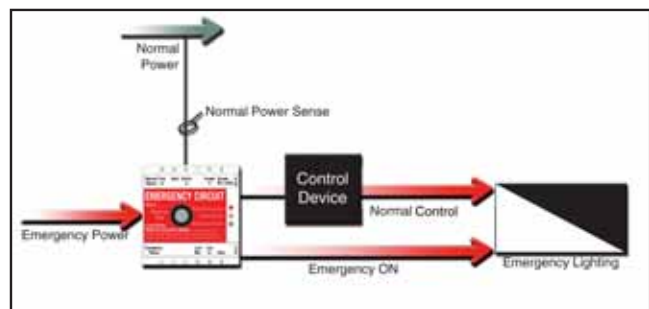 Normal
Power
Normal Power Sense
EMERGENCY CIRCUIT
Control
Device
Normal Control
Emergency Power
Emergency ON
Emergency Lighting